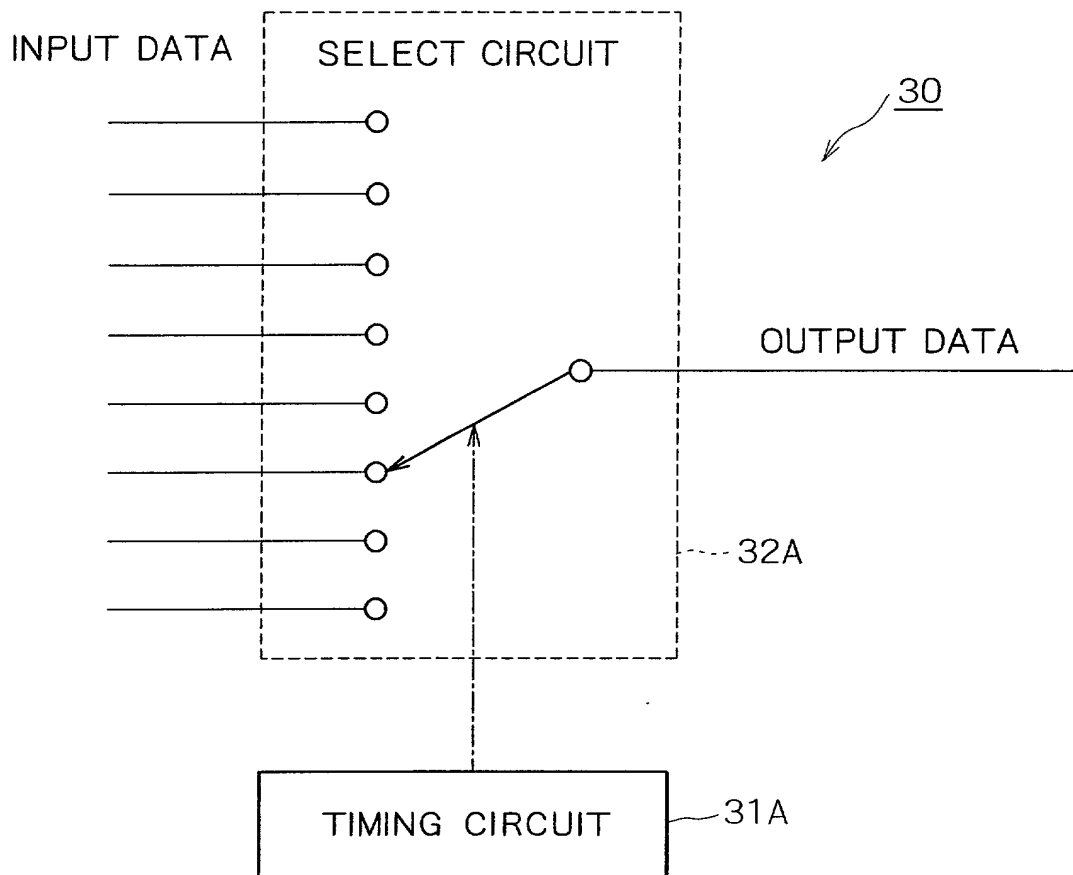 INPUT DATA
SELECT CIRCUIT
30
OUTPUT DATA
32A
TIMING CIRCUIT
31A